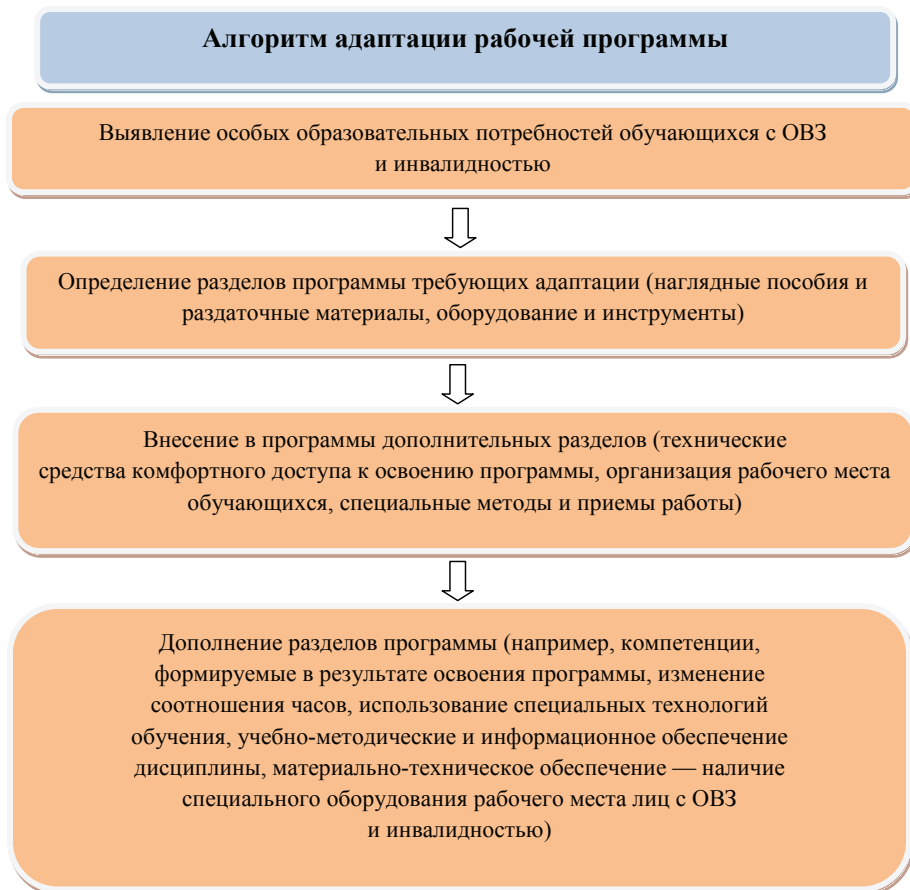 Алгоритм адаптации рабочей программы
Выявление особых образовательных потребностей обучающихся с ОВЗ
и инвалидностью
Определение разделов программы требующих адаптации (наглядные пособия и
раздаточные материалы, оборудование и инструменты)
Внесение в программы дополнительных разделов (технические
средства комфортного доступа к освоению программы, организация рабочего места
обучающихся, специальные методы и приемы работы)
Дополнение разделов программы (например, компетенции,
формируемые в результате освоения программы, изменение
соотношения часов, использование специальных технологий
обучения, учебно-методические и информационное обеспечение
дисциплины, материально-техническое обеспечение — наличие
специального оборудования рабочего места лиц с ОВЗ
и инвалидностью)